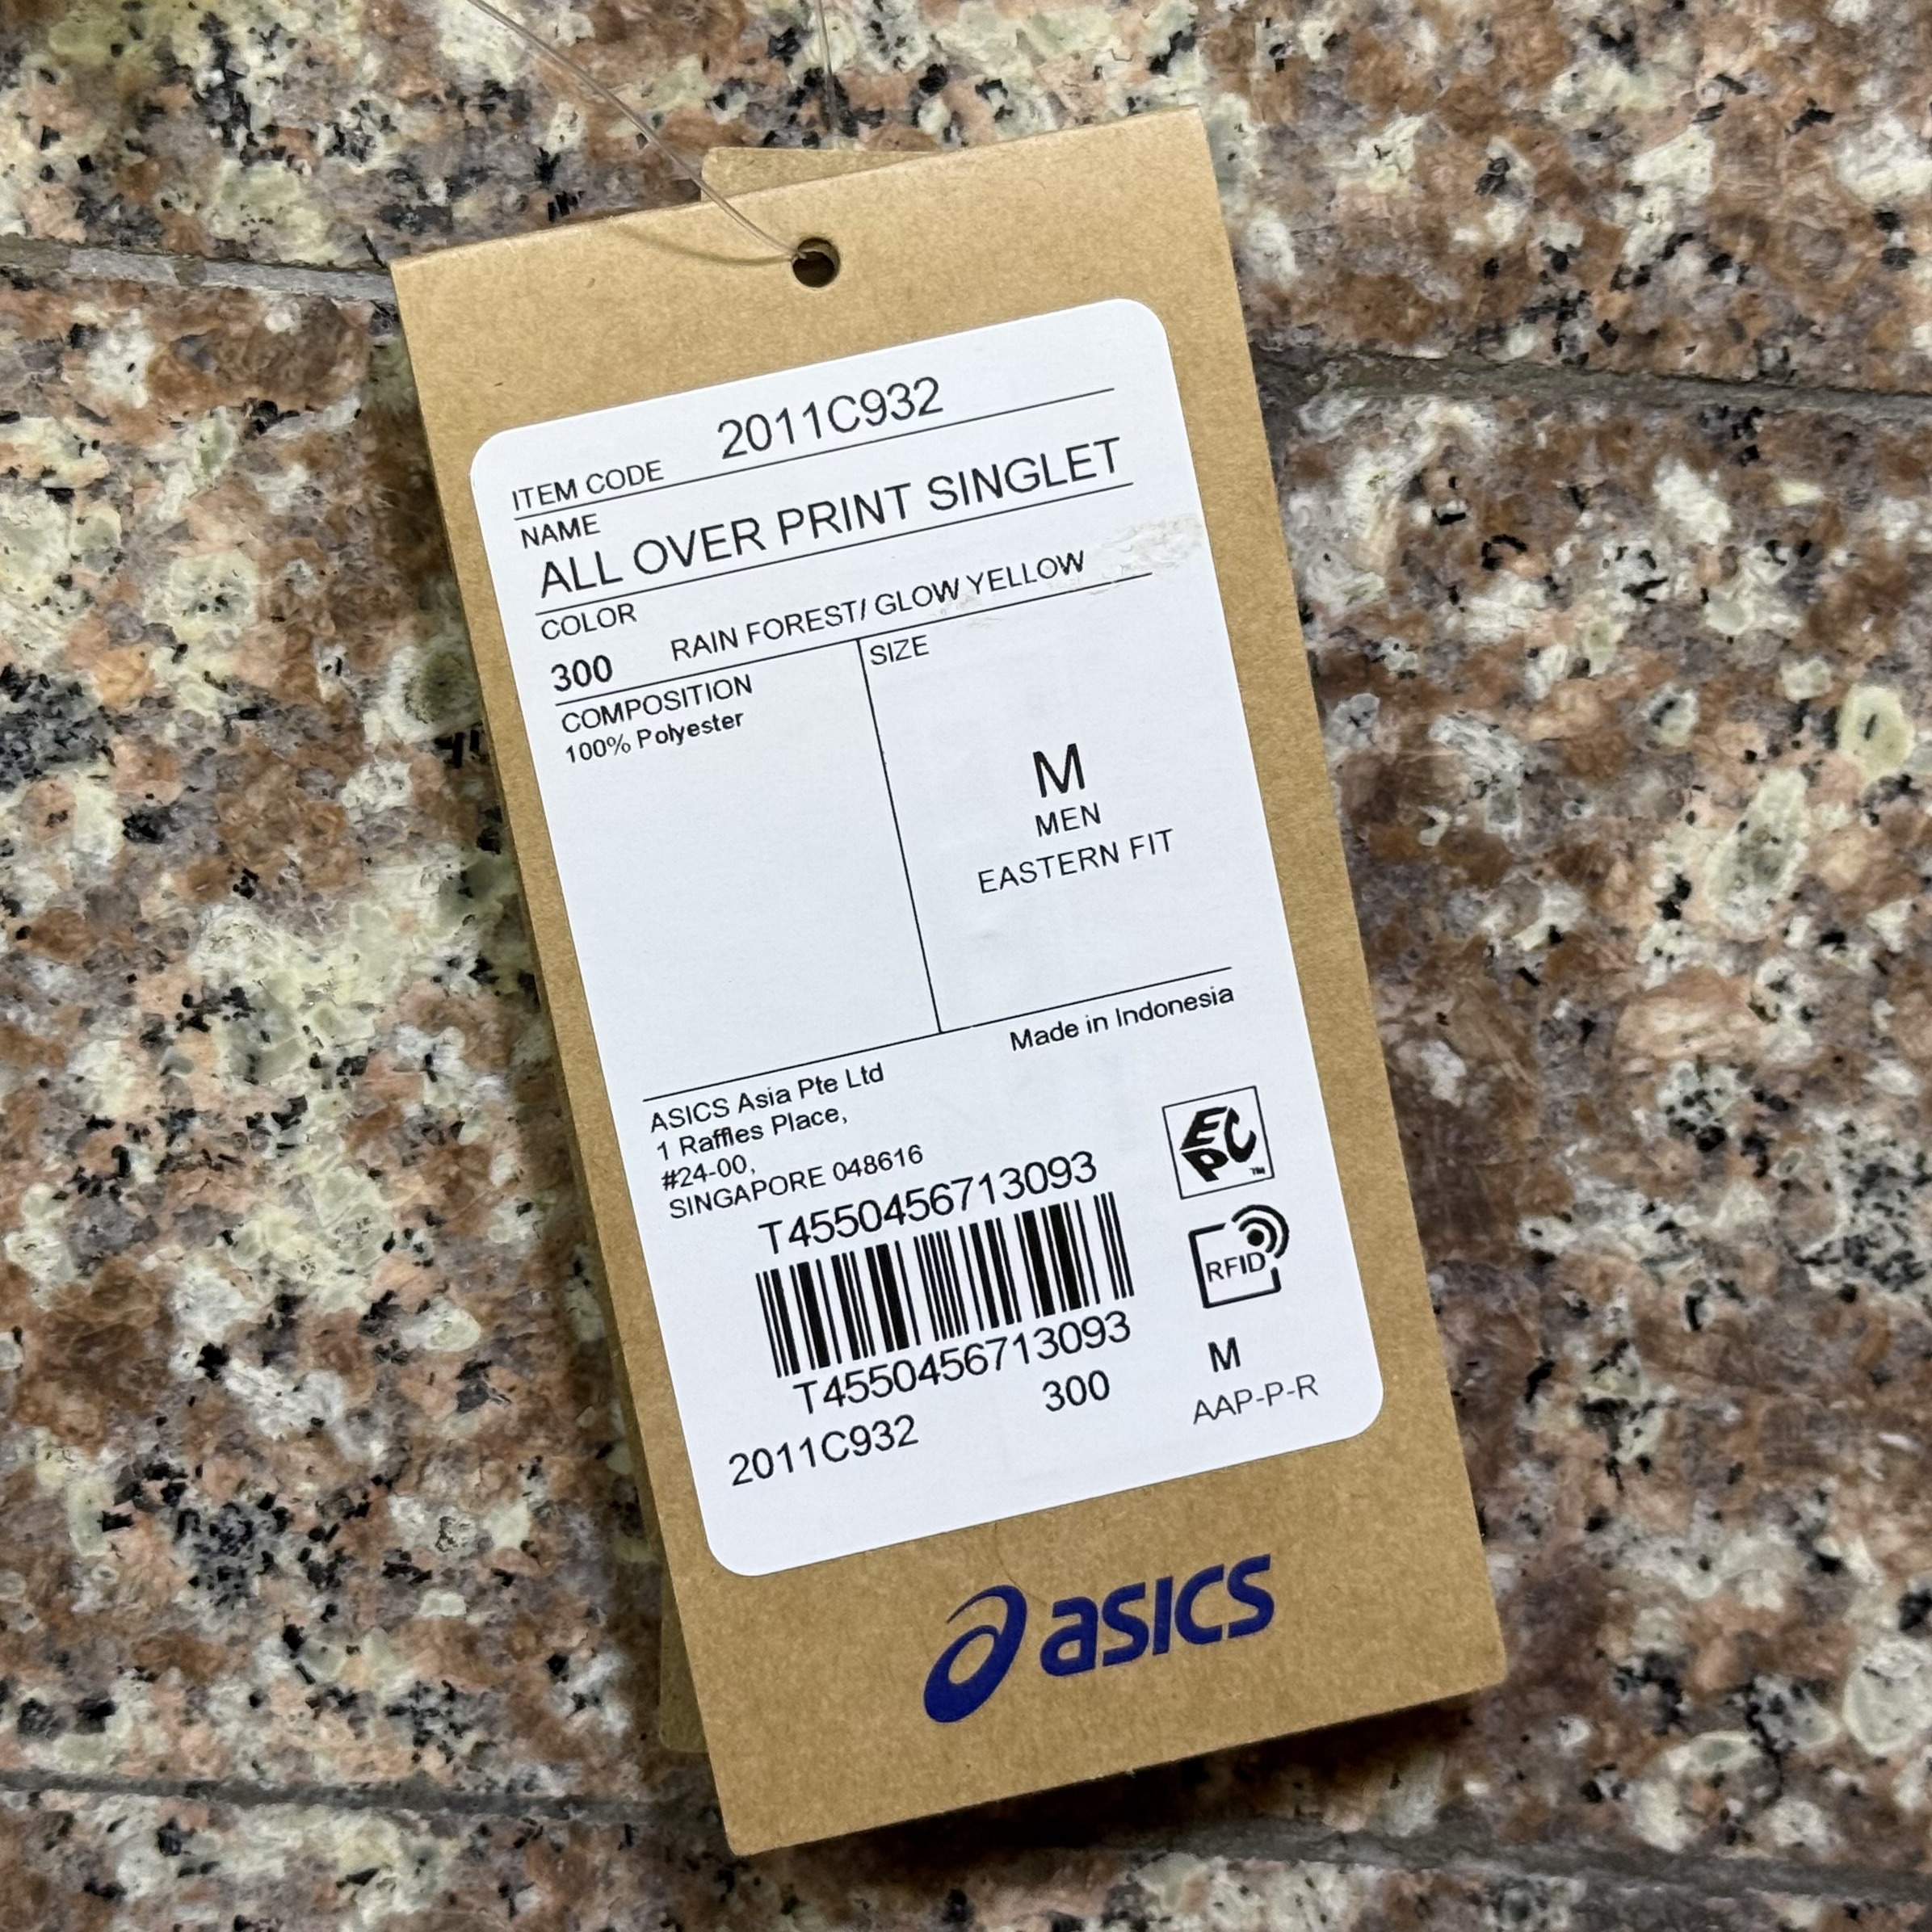 ITEM CODE 2011C932
NAME
ALL OVER PRINT SINGLET
COLOR
300 RAIN FOREST/ GLOW YELLOW
COMPOSITION
100% Polyester
SIZE
M
MEN
EASTERN FIT
Made in Indonesia
ASICS Asia Pte Ltd
1 Raffles Place,
#24-00,
SINGAPORE 048616
EPC™
RFID
T4550456713093
T4550456713093
2011C932 300 M
AAP-P-R
asics